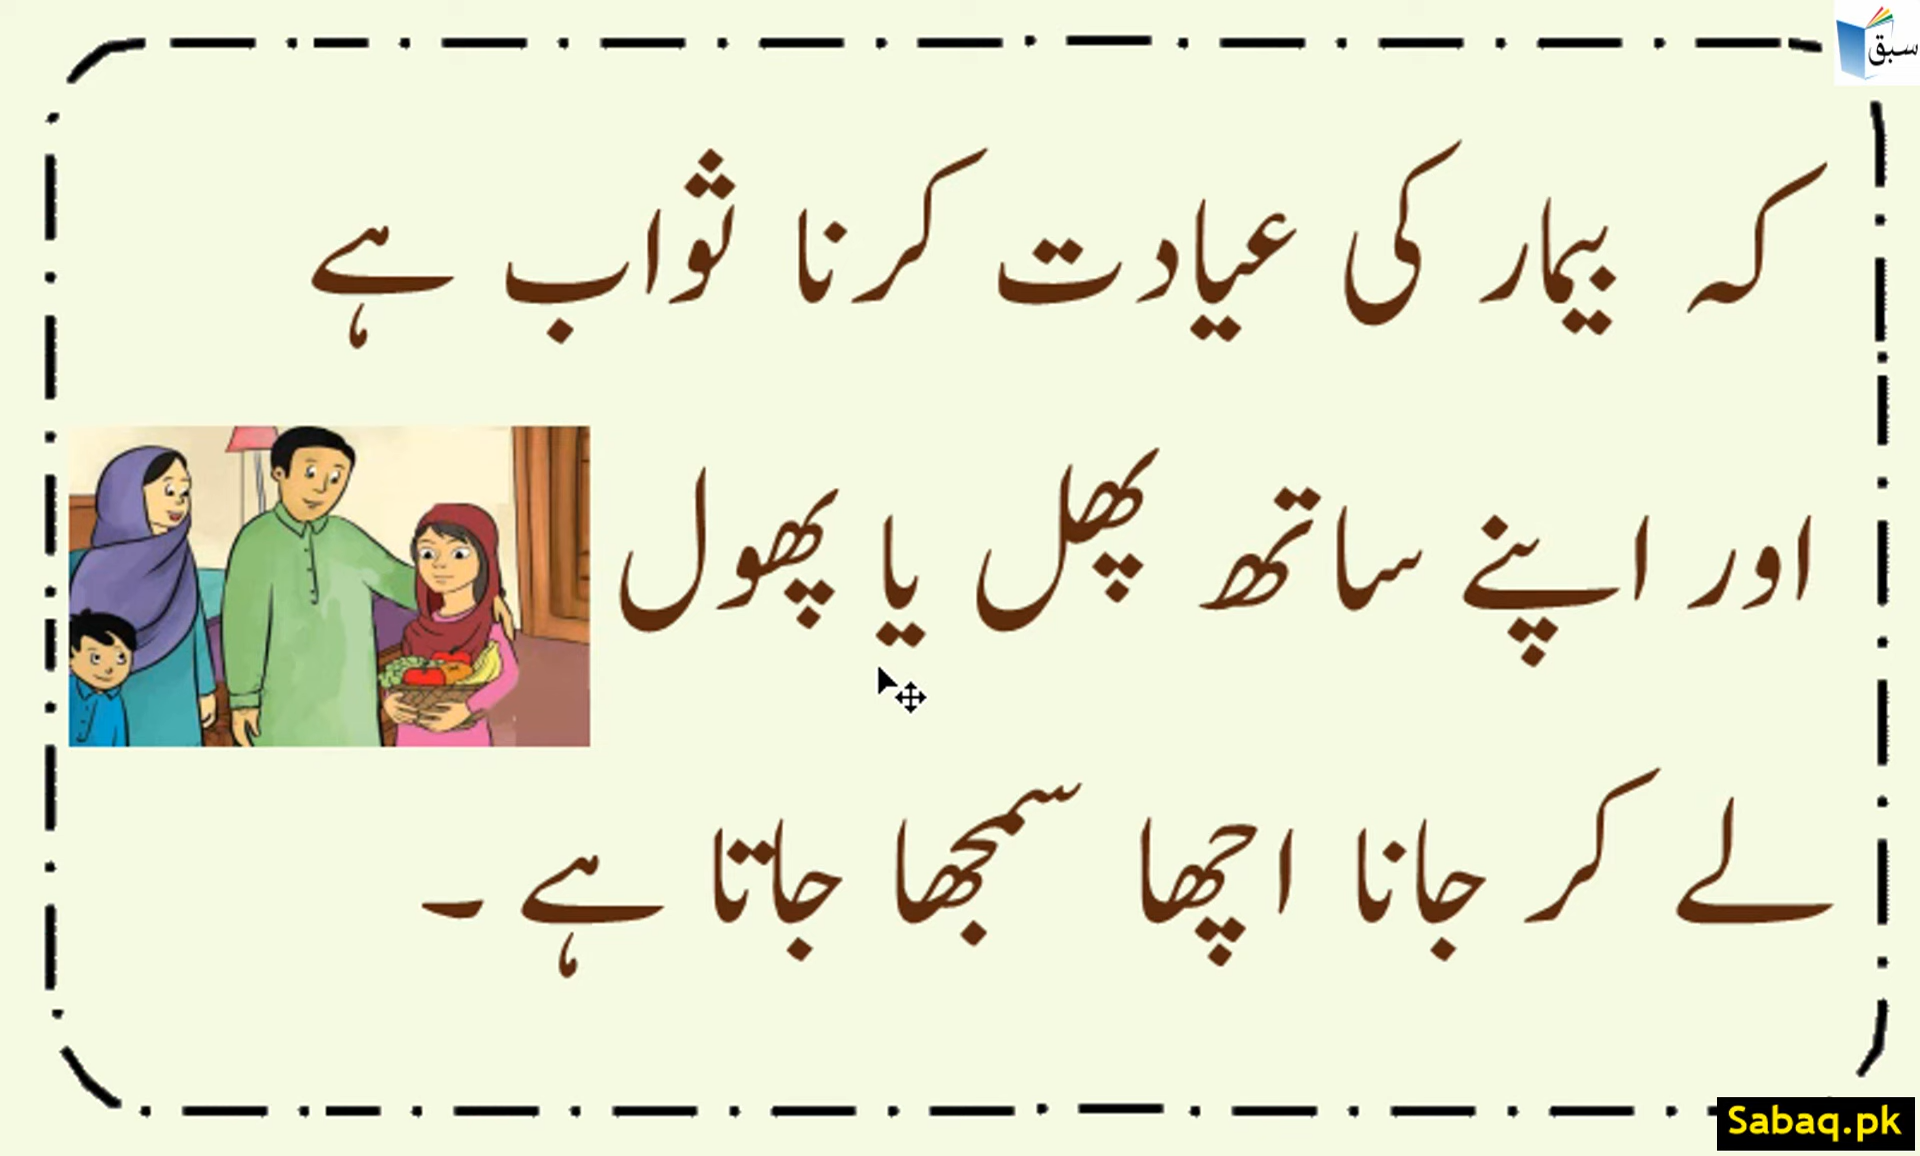 سبق
کہ بیمار کی عیادت کرنا ثواب ہے
اور اپنے ساتھ پھل یا پھول
لے کر جانا اچھا سمجھا جاتا ہے ۔
Sabaq.pk